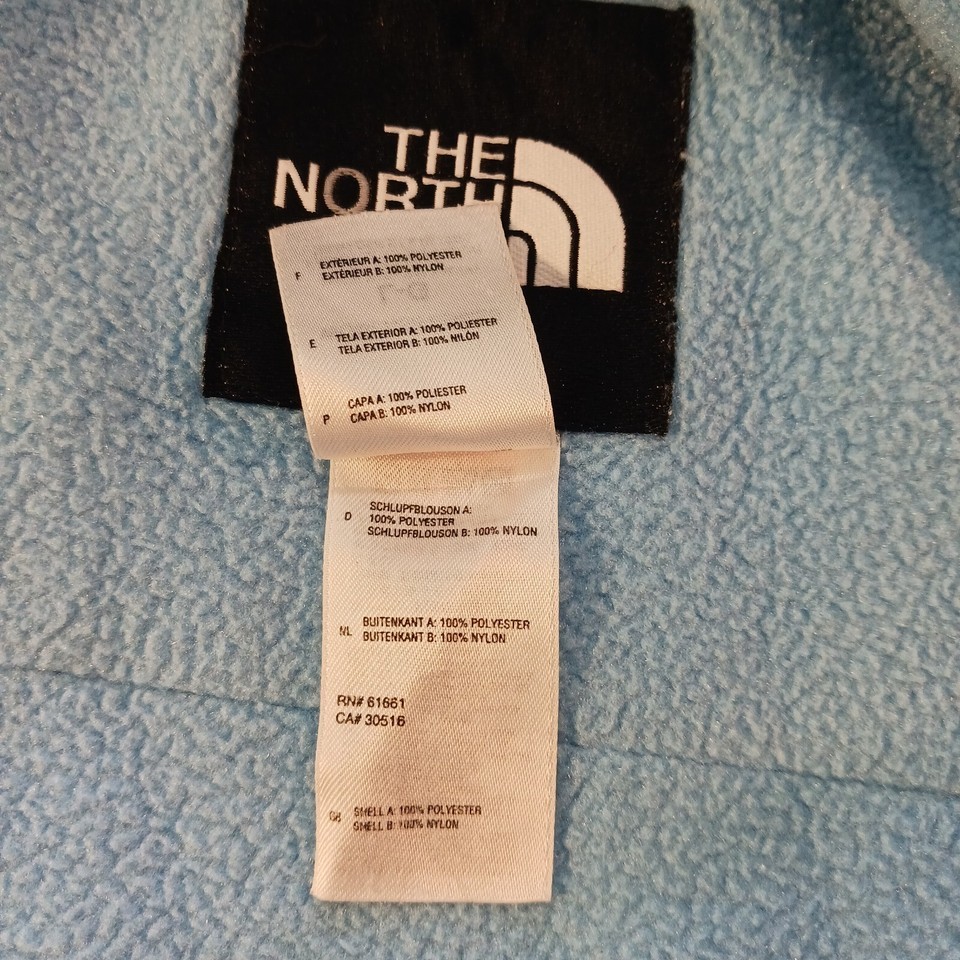 THE
NORTH
F EXTÉRIEUR A: 100% POLYESTER
EXTÉRIEUR B: 100% NYLON
E TELA EXTERIOR A: 100% POLIESTER
TELA EXTERIOR B: 100% NILÓN
P CAPA A: 100% POLIESTER
CAPA B: 100% NYLON
D SCHLUPFBLOUSON A:
100% POLYESTER
SCHLUPFBLOUSON B: 100% NYLON
NL BUITENKANT A: 100% POLYESTER
BUITENKANT B: 100% NYLON
RN# 61661
CA# 30516
GB SHELL A: 100% POLYESTER
SHELL B: 100% NYLON